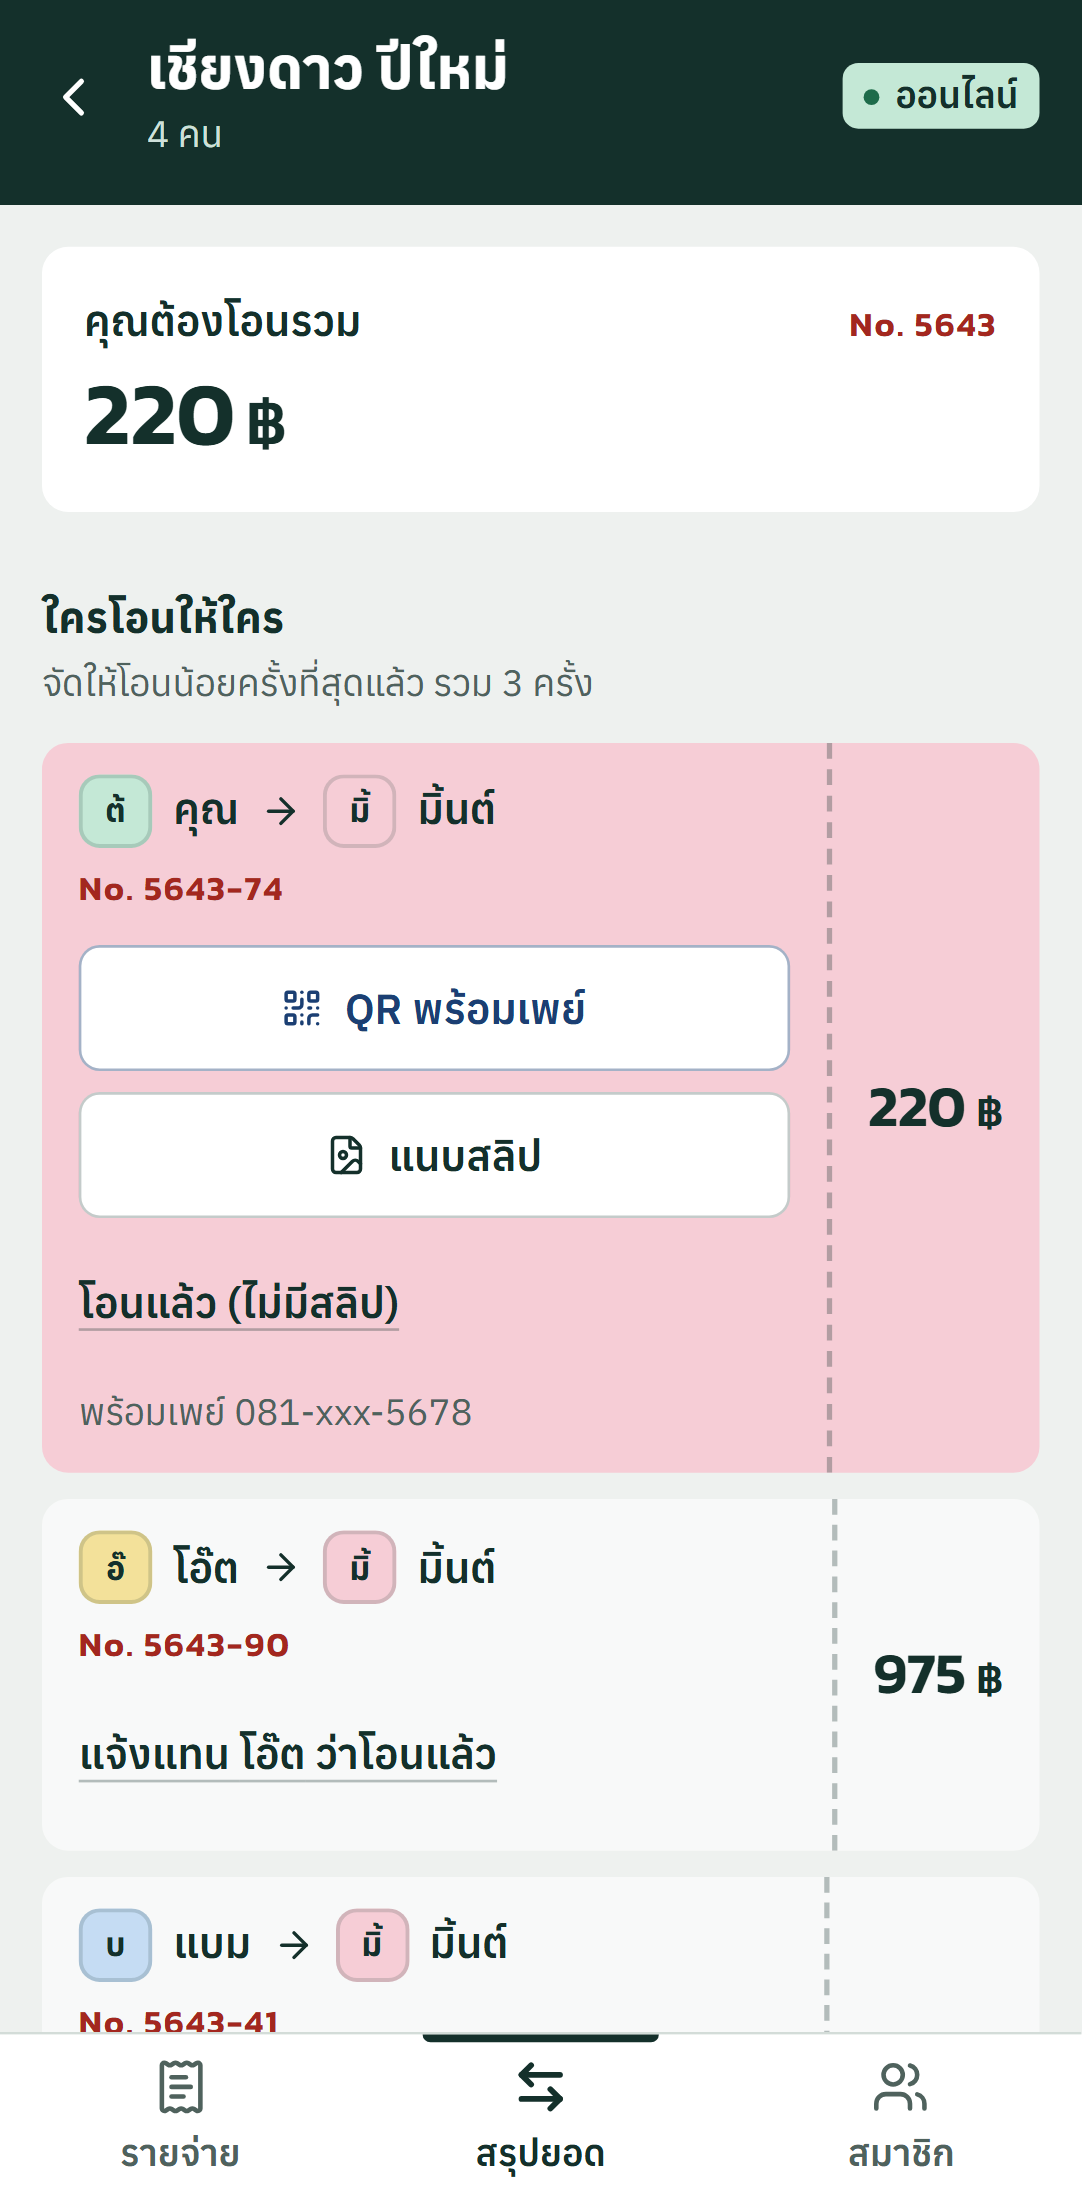 เชียงดาว ปีใหม่
4 คน
ออนไลน์
คุณต้องโอนรวม
No. 5643
220 ฿
ใครโอนให้ใคร
จัดให้โอนน้อยครั้งที่สุดแล้ว รวม 3 ครั้ง
ต้ คุณ → มิ้ มิ้นต์
No. 5643-74
QR พร้อมเพย์
220 ฿
แนบสลิป
โอนแล้ว (ไม่มีสลิป)
พร้อมเพย์ 081-xxx-5678
อ๊ โอ๊ต → มิ้ มิ้นต์
No. 5643-90
975 ฿
แจ้งแทน โอ๊ต ว่าโอนแล้ว
บ แบม → มิ้ มิ้นต์
No. 5643-41
รายจ่าย
สรุปยอด
สมาชิก